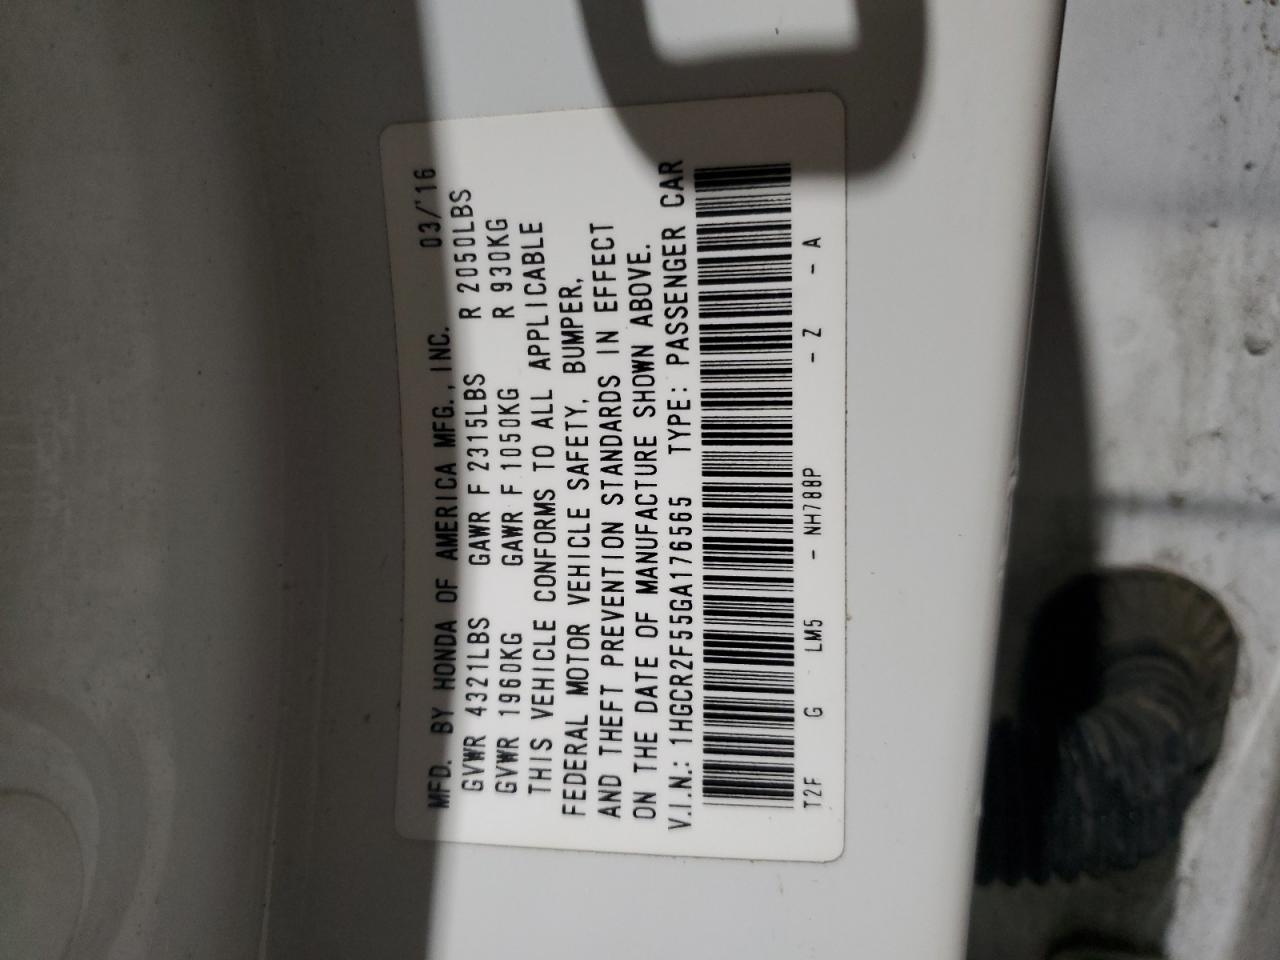 MFD. BY HONDA OF AMERICA MFG., INC. 03/'16
GVWR 4321LBS GAWR F 2315LBS R 2050LBS
GVWR 1960KG GAWR F 1050KG R 930KG
THIS VEHICLE CONFORMS TO ALL APPLICABLE
FEDERAL MOTOR VEHICLE SAFETY, BUMPER,
AND THEFT PREVENTION STANDARDS IN EFFECT
ON THE DATE OF MANUFACTURE SHOWN ABOVE.
V.I.N.: 1HGCR2F55GA176565 TYPE: PASSENGER CAR
T2F G LM5 - NH788P - Z - A